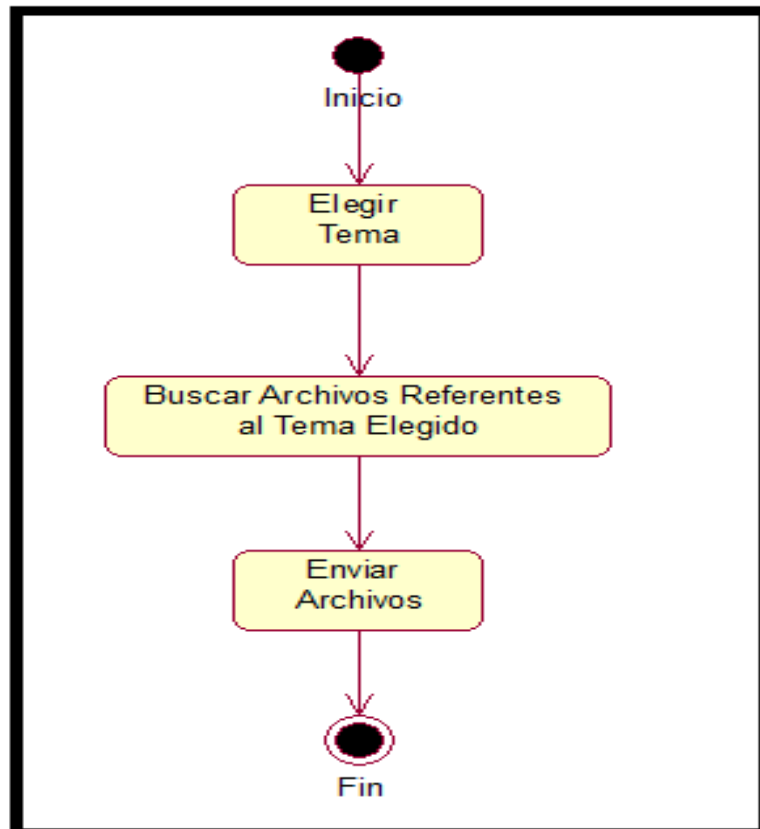 Inicio
Elegir
Tema
Buscar Archivos Referentes
al Tema Elegido
Enviar
Archivos
Fin